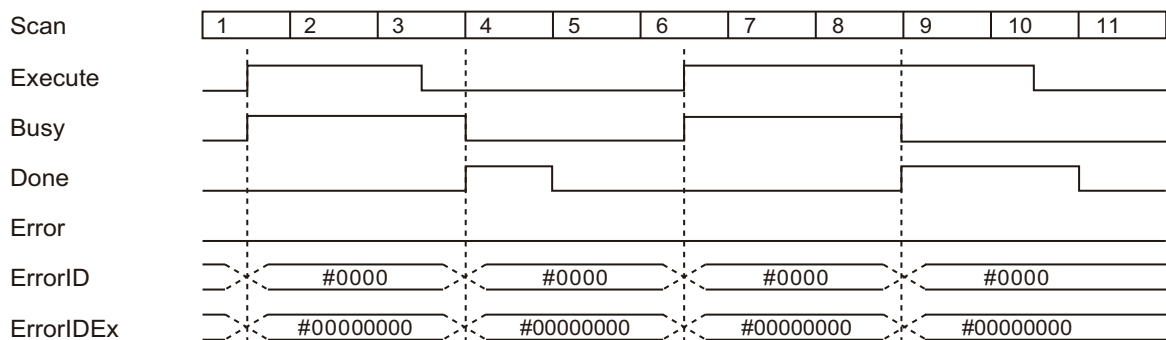 Scan 1 2 3 4 5 6 7 8 9 10 11
Execute
Busy
Done
Error
ErrorID #0000 #0000 #0000 #0000
ErrorIDEx #00000000 #00000000 #00000000 #00000000